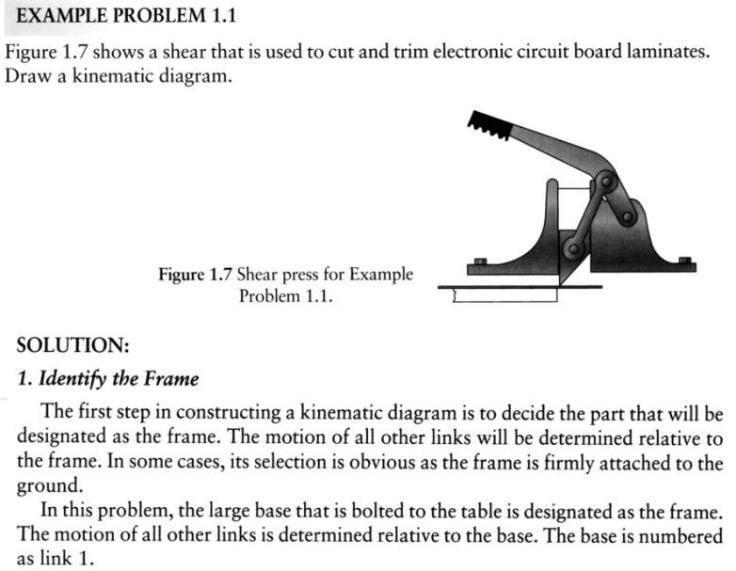 EXAMPLE PROBLEM 1.1
Figure 1.7 shows a shear that is used to cut and trim electronic circuit board laminates.
Draw a kinematic diagram.
Figure 1.7 Shear press for Example
Problem 1.1.
SOLUTION:
1. Identify the Frame
The first step in constructing a kinematic diagram is to decide the part that will be
designated as the frame. The motion of all other links will be determined relative to
the frame. In some cases, its selection is obvious as the frame is firmly attached to the
ground.
In this problem, the large base that is bolted to the table is designated as the frame.
The motion of all other links is determined relative to the base. The base is numbered
as link 1.